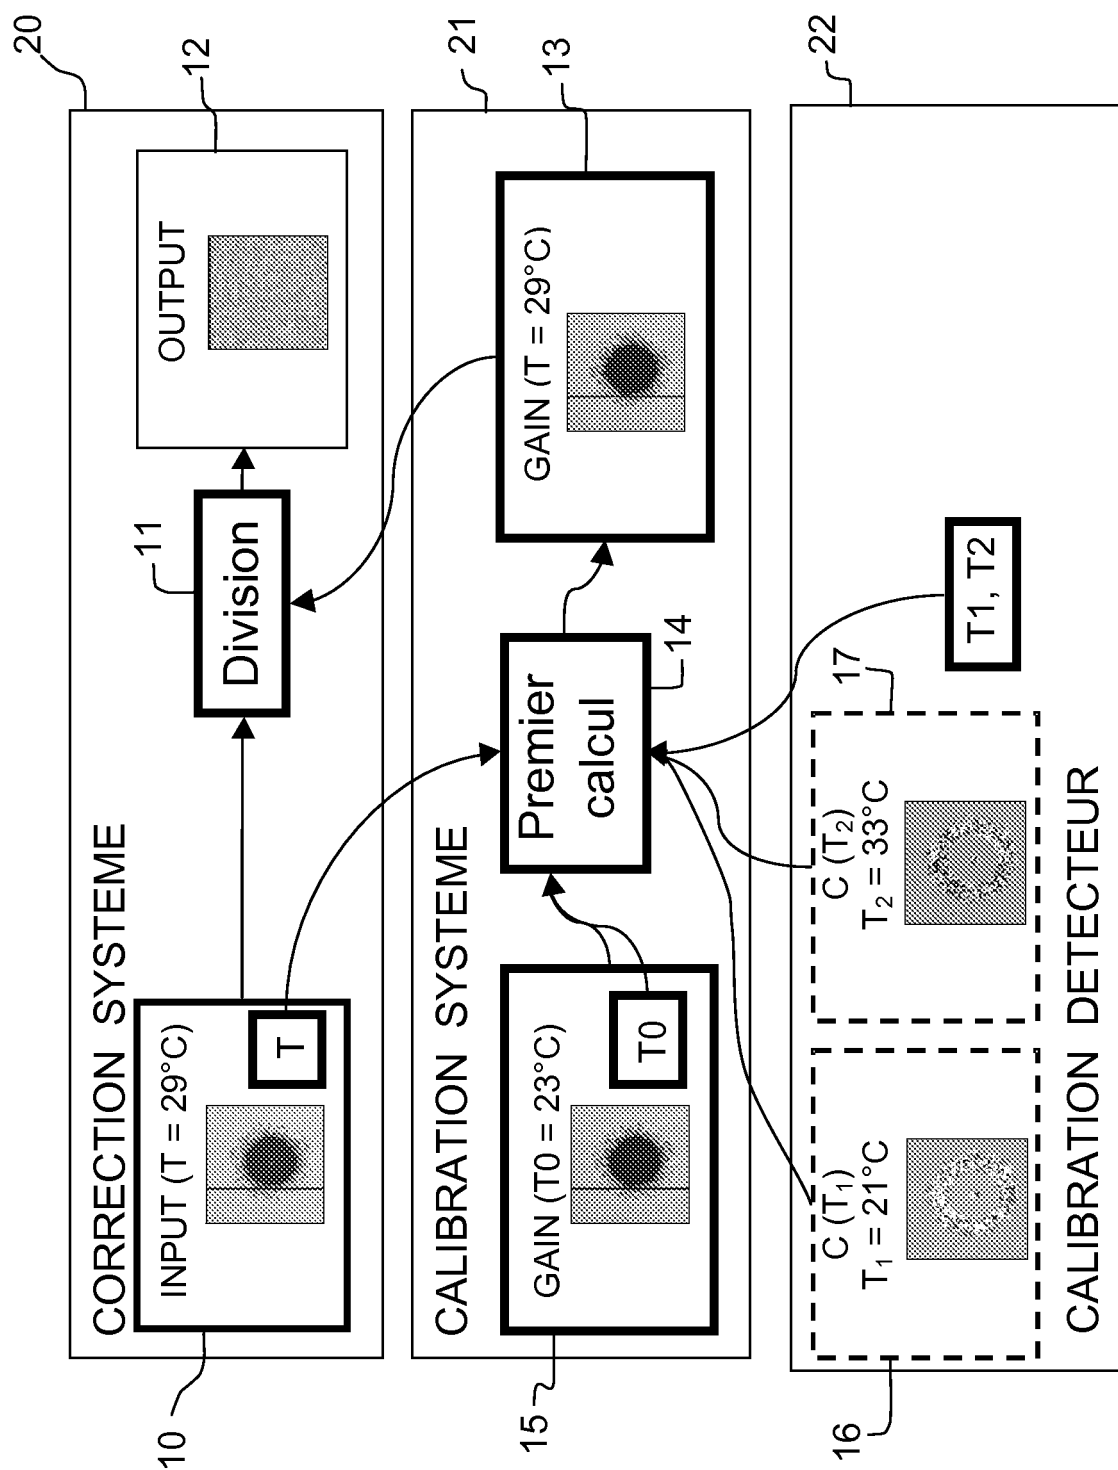 20
CORRECTION SYSTEME
10
INPUT (T = 29°C)
T
11
Division
12
OUTPUT
21
CALIBRATION SYSTEME
15
GAIN (T0 = 23°C)
T0
Premier
calcul
14
13
GAIN (T = 29°C)
22
16
C (T₁)
T₁ = 21°C
17
C (T₂)
T₂ = 33°C
T1, T2
CALIBRATION DETECTEUR